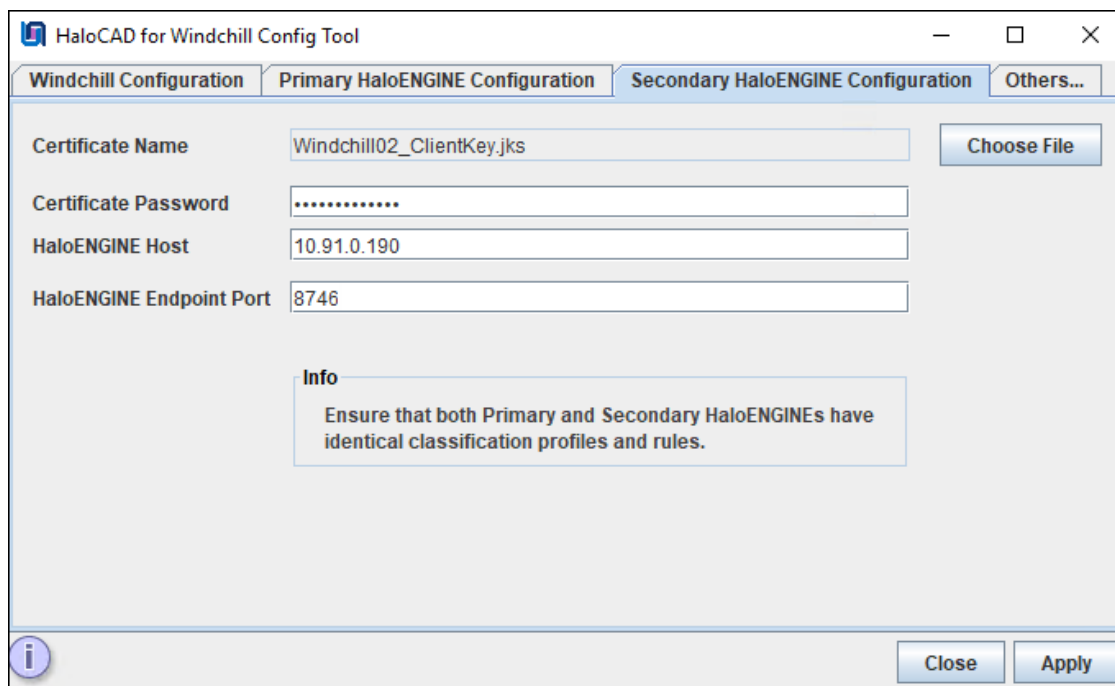 HaloCAD for Windchill Config Tool
Windchill Configuration Primary HaloENGINE Configuration Secondary HaloENGINE Configuration Others...
Certificate Name Windchill02_ClientKey.jks Choose File
Certificate Password •••••••••••••
HaloENGINE Host 10.91.0.190
HaloENGINE Endpoint Port 8746
Info
Ensure that both Primary and Secondary HaloENGINEs have
identical classification profiles and rules.
i Close Apply